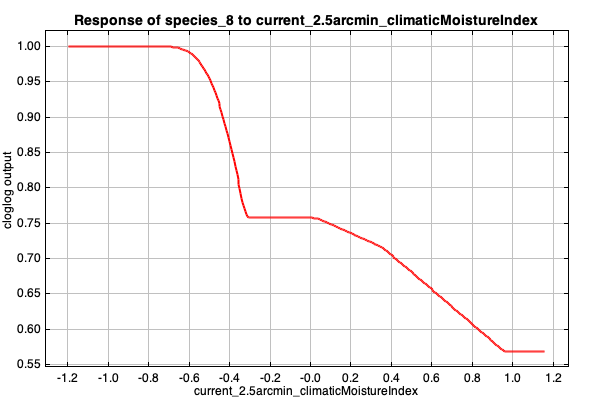 Response of species_8 to current_2.5arcmin_climaticMoistureIndex
1.00
0.95
0.90
0.85
0.80
0.75
0.70
0.65
0.60
0.55
cloglog output
-1.2 -1.0 -0.8 -0.6 -0.4 -0.2 -0.0 0.2 0.4 0.6 0.8 1.0 1.2
current_2.5arcmin_climaticMoistureIndex